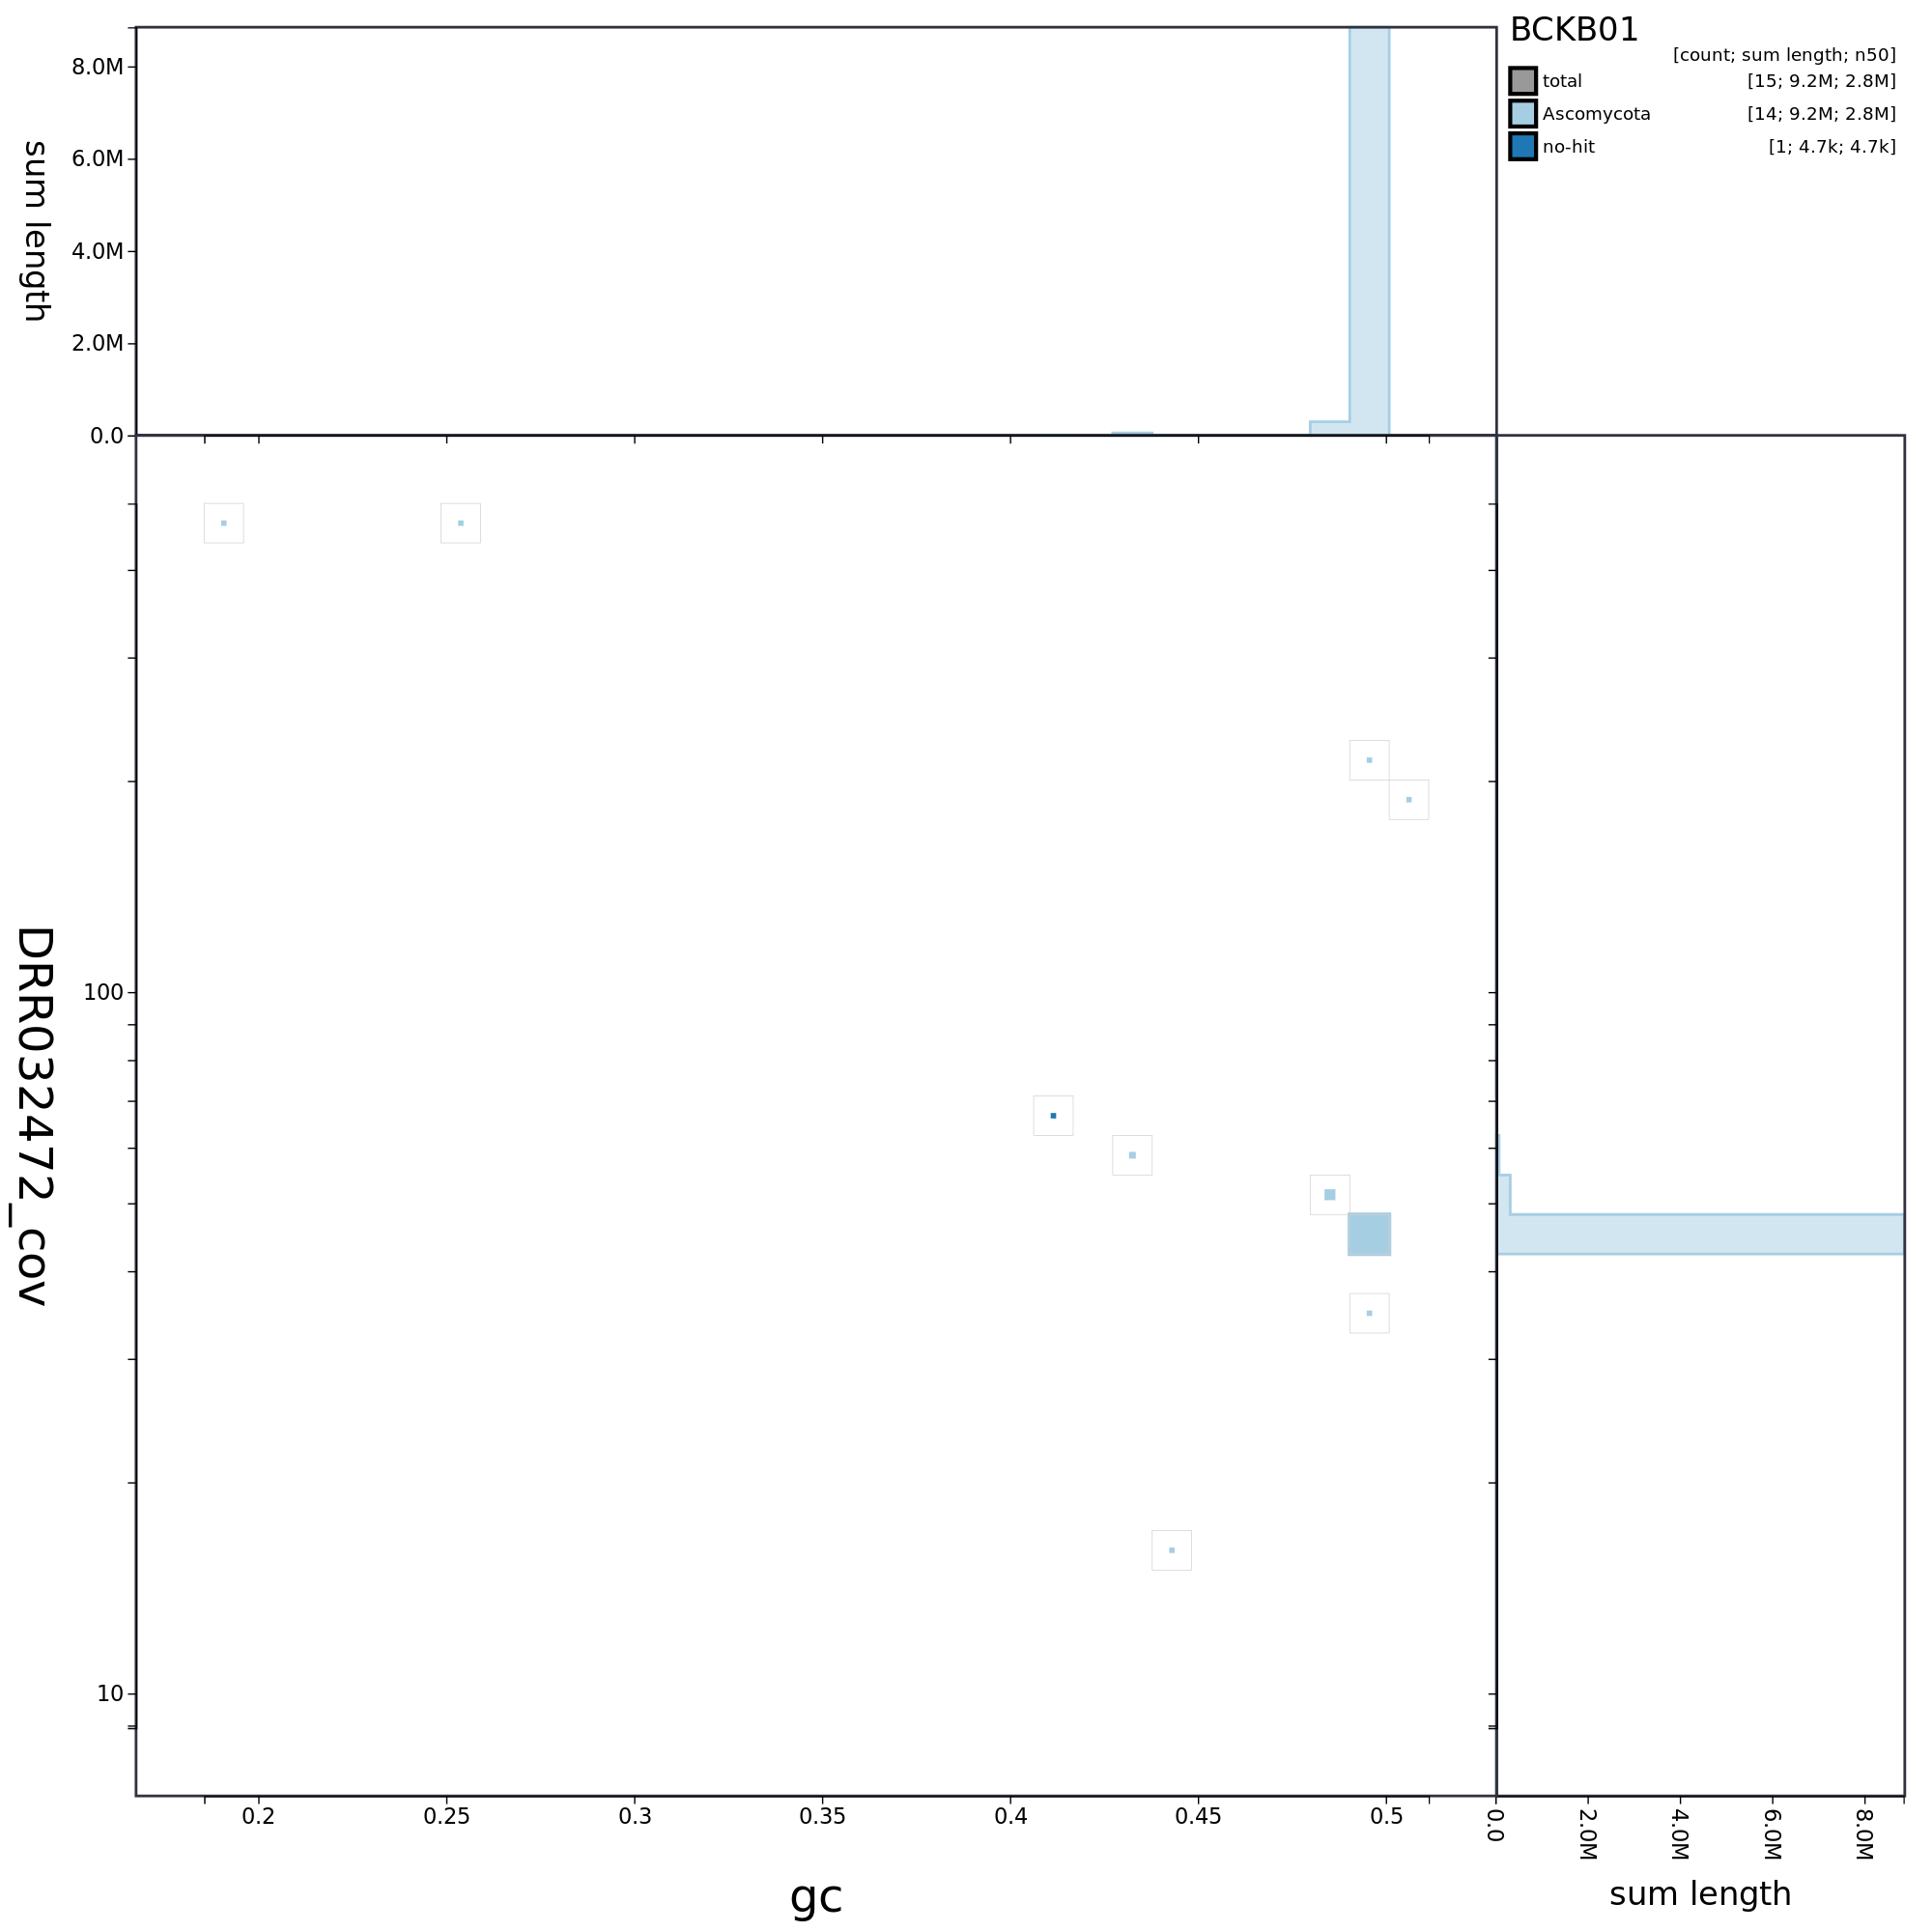 BCKB01
[count; sum length; n50]
total [15; 9.2M; 2.8M]
Ascomycota [14; 9.2M; 2.8M]
no-hit [1; 4.7k; 4.7k]
sum length
8.0M
6.0M
4.0M
2.0M
0.0
DRR032472_cov
100
10
0.2 0.25 0.3 0.35 0.4 0.45 0.5
gc
0.0 2.0M 4.0M 6.0M 8.0M
sum length